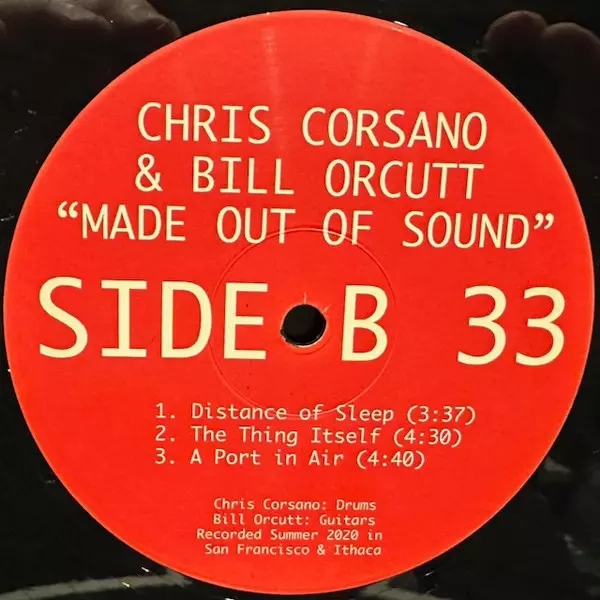 CHRIS CORSANO
& BILL ORCUTT
“MADE OUT OF SOUND”
SIDE B 33
1. Distance of Sleep (3:37)
2. The Thing Itself (4:30)
3. A Port in Air (4:40)
Chris Corsano: Drums
Bill Orcutt: Guitars
Recorded Summer 2020 in
San Francisco & Ithaca